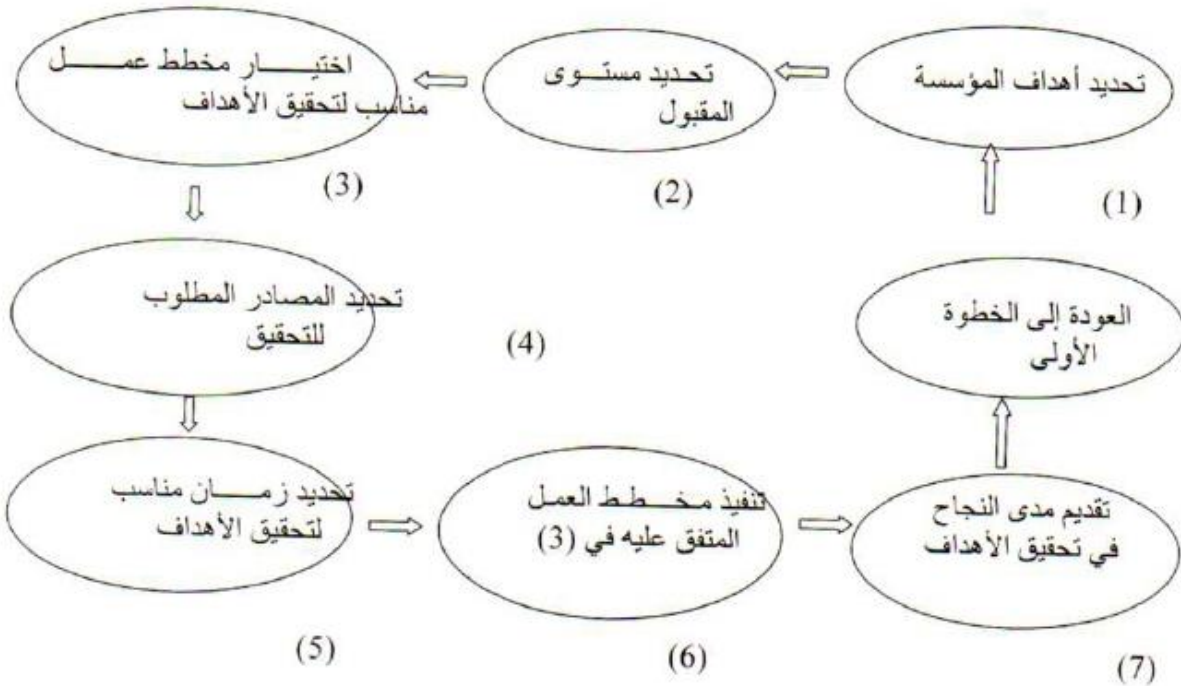 تحديد أهداف المؤسسة
(1)
تحديد مستوى
المقبول
(2)
اختيار مخطط عمل
مناسب لتحقيق الأهداف
(3)
تحديد المصادر المطلوب
للتحقيق
(4)
تحديد زمان مناسب
لتحقيق الأهداف
(5)
تنفيذ مخطط العمل
المتفق عليه في (3)
(6)
تقديم مدى النجاح
في تحقيق الأهداف
(7)
العودة إلى الخطوة
الأولى